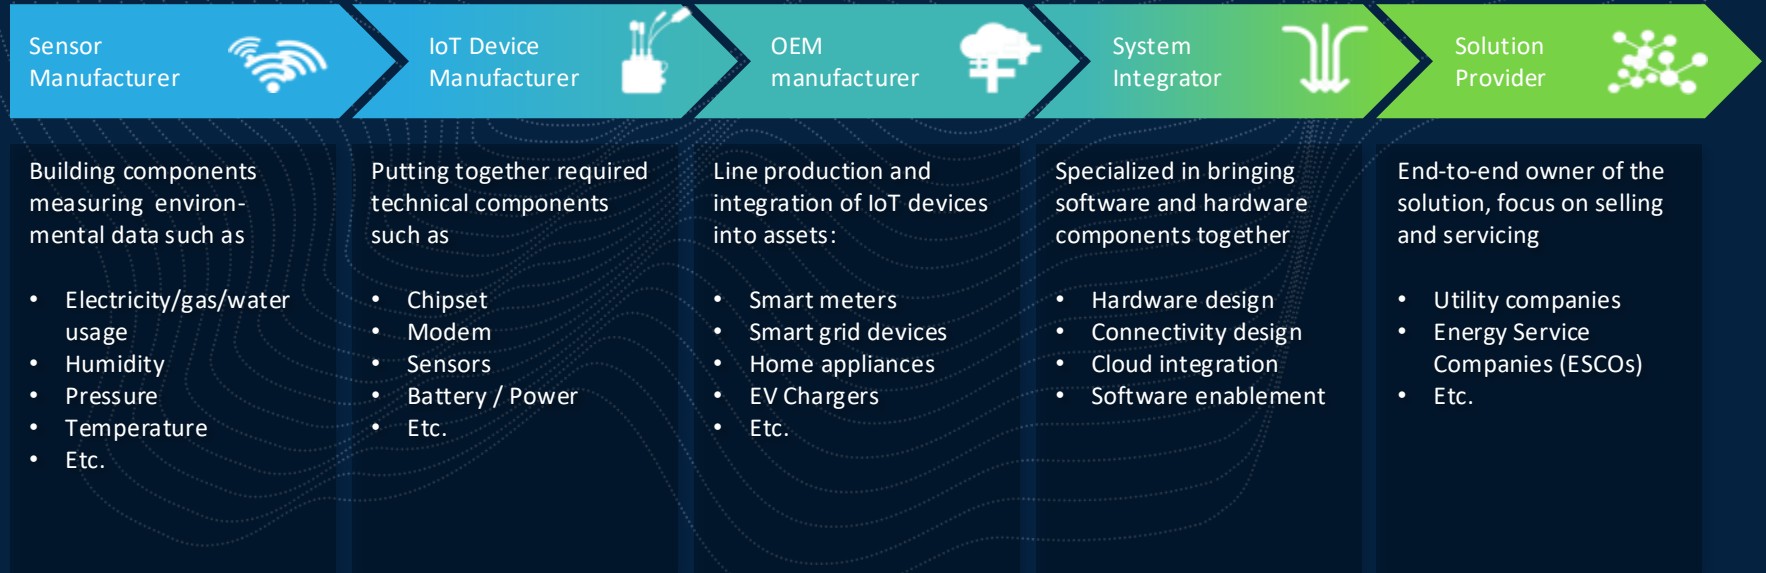 Sensor
Manufacturer
IoT Device
Manufacturer
OEM
manufacturer
System
Integrator
Solution
Provider
Building components
measuring environ-
mental data such as
• Electricity/gas/water
usage
• Humidity
• Pressure
• Temperature
• Etc.
Putting together required
technical components
such as
• Chipset
• Modem
• Sensors
• Battery / Power
• Etc.
Line production and
integration of IoT devices
into assets:
• Smart meters
• Smart grid devices
• Home appliances
• EV Chargers
• Etc.
Specialized in bringing
software and hardware
components together
• Hardware design
• Connectivity design
• Cloud integration
• Software enablement
End-to-end owner of the
solution, focus on selling
and servicing
• Utility companies
• Energy Service
Companies (ESCOs)
• Etc.